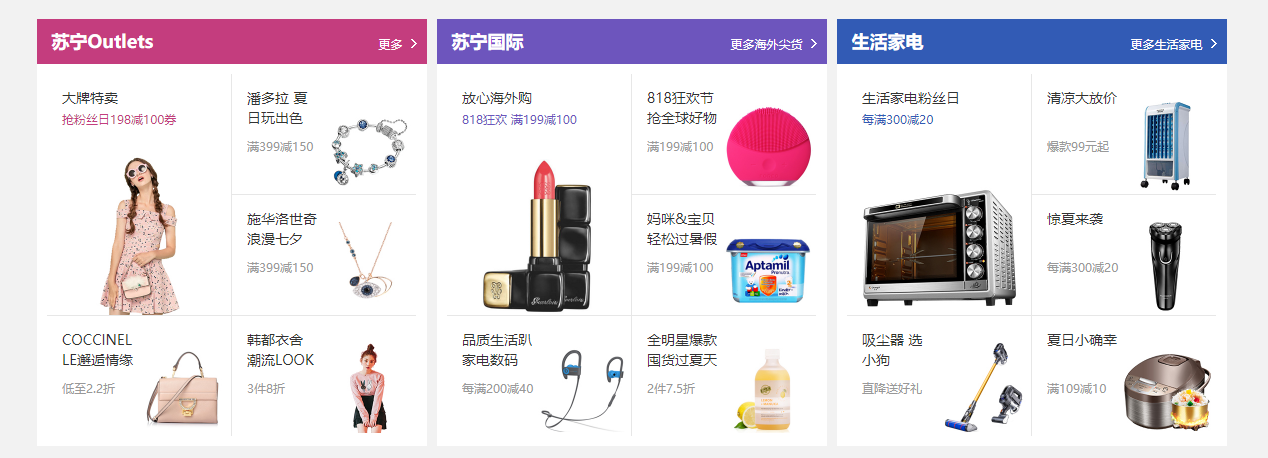 苏宁Outlets
更多
大牌特卖
抢粉丝日198减100券
潘多拉 夏
日玩出色
满399减150
施华洛世奇
浪漫七夕
满399减150
COCCINEL
LE邂逅情缘
低至2.2折
韩都衣舍
潮流LOOK
3件8折
苏宁国际
更多海外尖货
放心海外购
818狂欢 满199减100
818狂欢节
抢全球好物
满199减100
妈咪&宝贝
轻松过暑假
满199减100
Aptamil
Pronutra
Kinder
milch
品质生活趴
家电数码
每满200减40
全明星爆款
囤货过夏天
2件7.5折
生活家电
更多生活家电
生活家电粉丝日
每满300减20
清凉大放价
爆款99元起
惊夏来袭
每满300减20
吸尘器 选
小狗
直降送好礼
夏日小确幸
满109减10